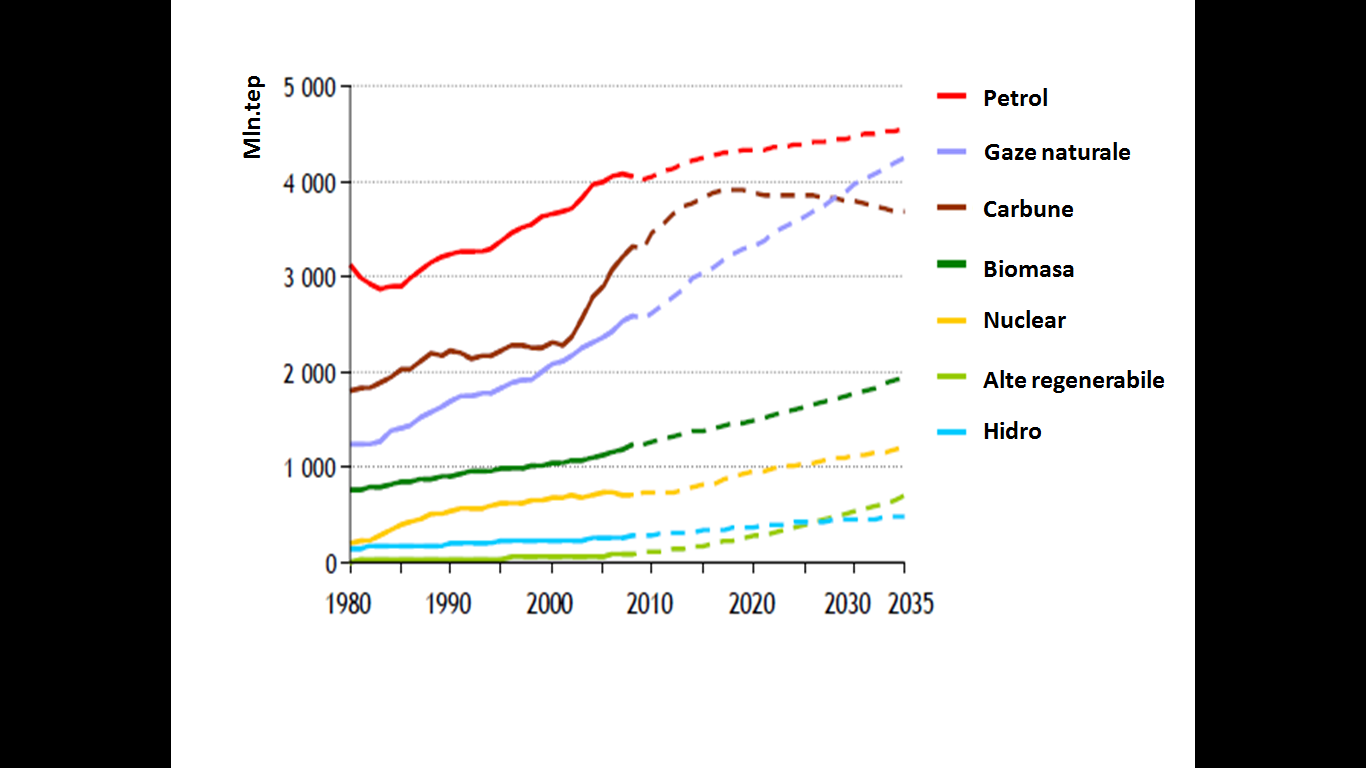 Mln.tep
5 000
4 000
3 000
2 000
1 000
0
1980 1990 2000 2010 2020 2030 2035
Petrol
Gaze naturale
Carbune
Biomasa
Nuclear
Alte regenerabile
Hidro